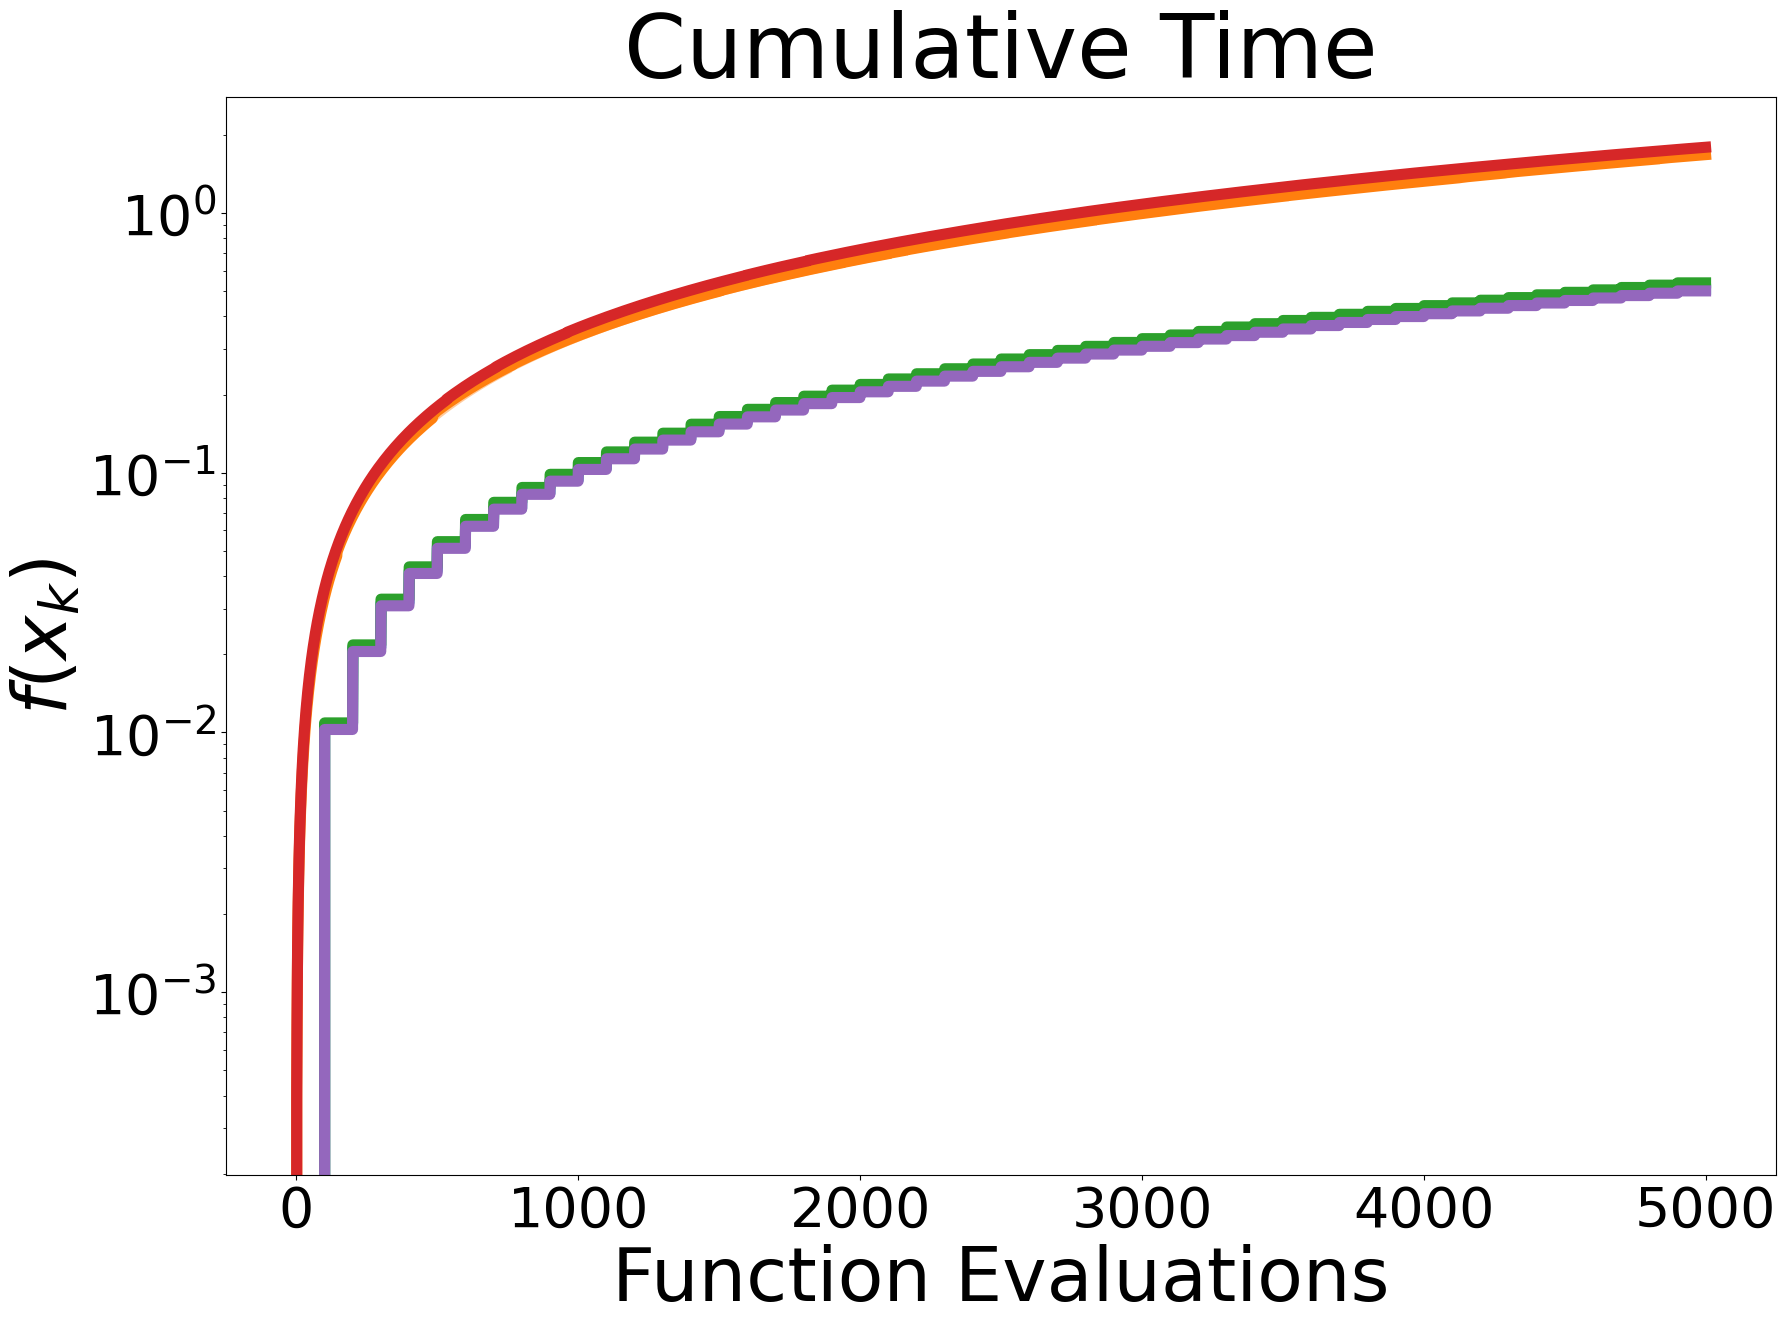 Cumulative Time
f(x_k)
10^0
10^{-1}
10^{-2}
10^{-3}
0 1000 2000 3000 4000 5000
Function Evaluations